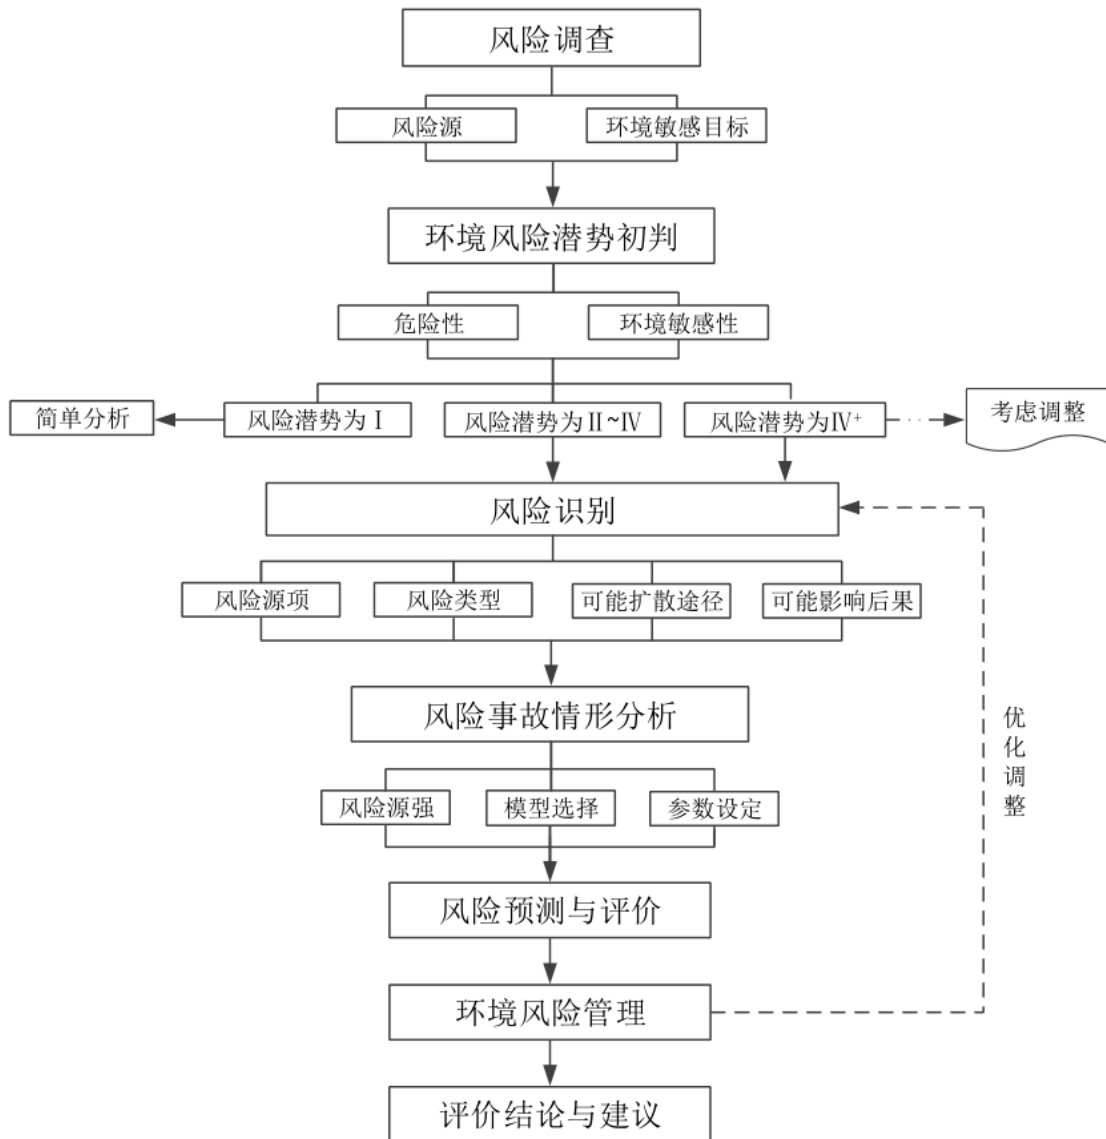 风险调查
风险源
环境敏感目标
环境风险潜势初判
危险性
环境敏感性
简单分析
风险潜势为Ⅰ
风险潜势为Ⅱ~Ⅳ
风险潜势为Ⅳ⁺
考虑调整
风险识别
风险源项
风险类型
可能扩散途径
可能影响后果
风险事故情形分析
优化调整
风险源强
模型选择
参数设定
风险预测与评价
环境风险管理
评价结论与建议